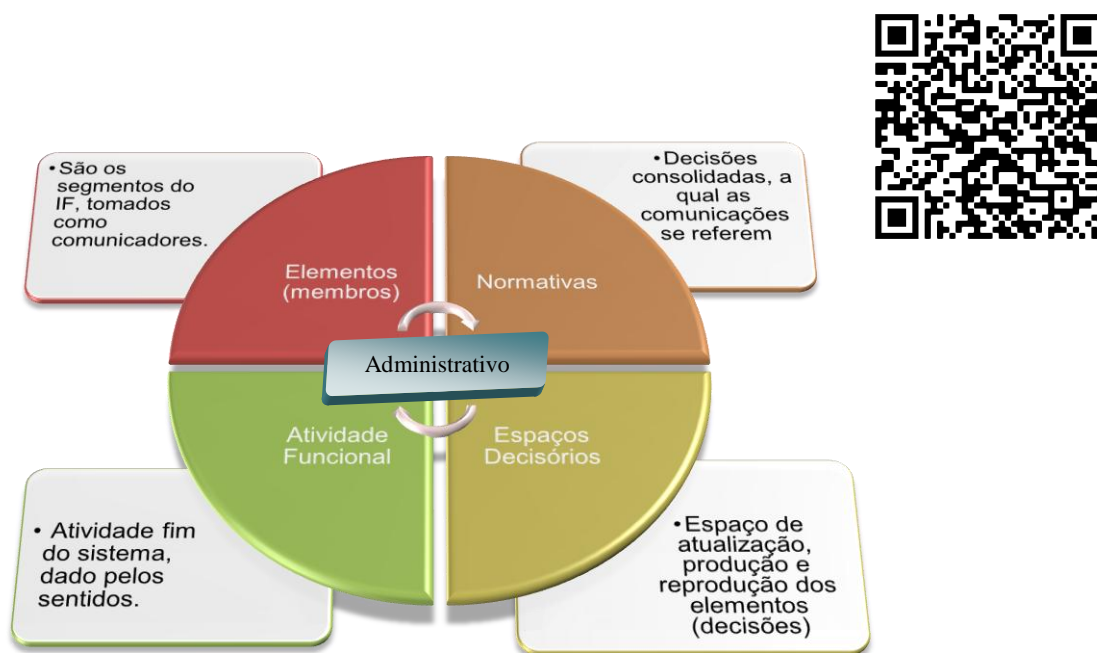 •São os
segmentos do
IF, tomados
como
comunicadores.
•Decisões
consolidadas, a
qual as
comunicações
se referem
Elementos
(membros)
Normativas
Administrativo
Atividade
Funcional
Espaços
Decisórios
• Atividade fim
do sistema,
dado pelos
sentidos.
•Espaço de
atualização,
produção e
reprodução dos
elementos
(decisões)